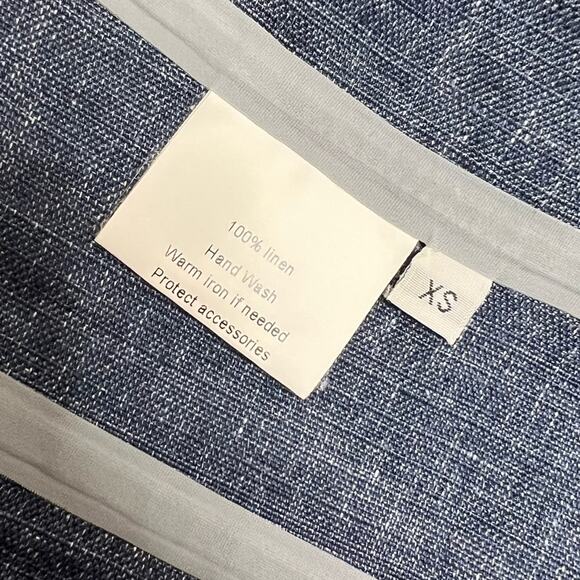 100% linen
Hand Wash
Warm iron if needed
Protect accessories
XS